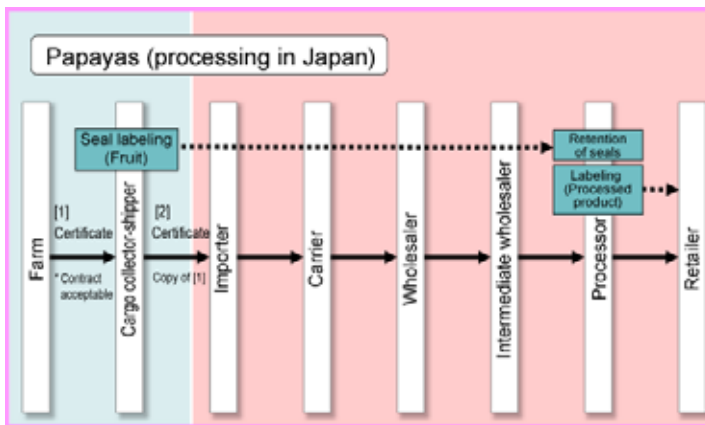 Papayas (processing in Japan)
Seal labeling
(Fruit)
Retention
of seals
Labeling
(Processed
product)
[1]
Certificate
* Contract
acceptable
[2]
Certificate
Copy of [1]
Farm
Cargo collector-shipper
Importer
Carrier
Wholesaler
Intermediate wholesaler
Processor
Retailer